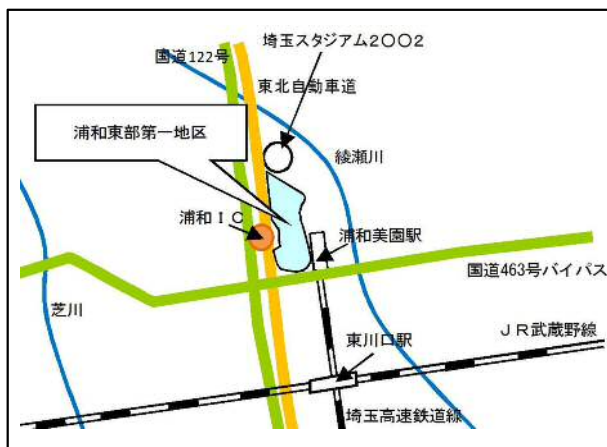 埼玉スタジアム2〇〇2
国道122号
東北自動車道
浦和東部第一地区
綾瀬川
浦和IC
浦和美園駅
国道463号バイパス
芝川
JR武蔵野線
東川口駅
埼玉高速鉄道線